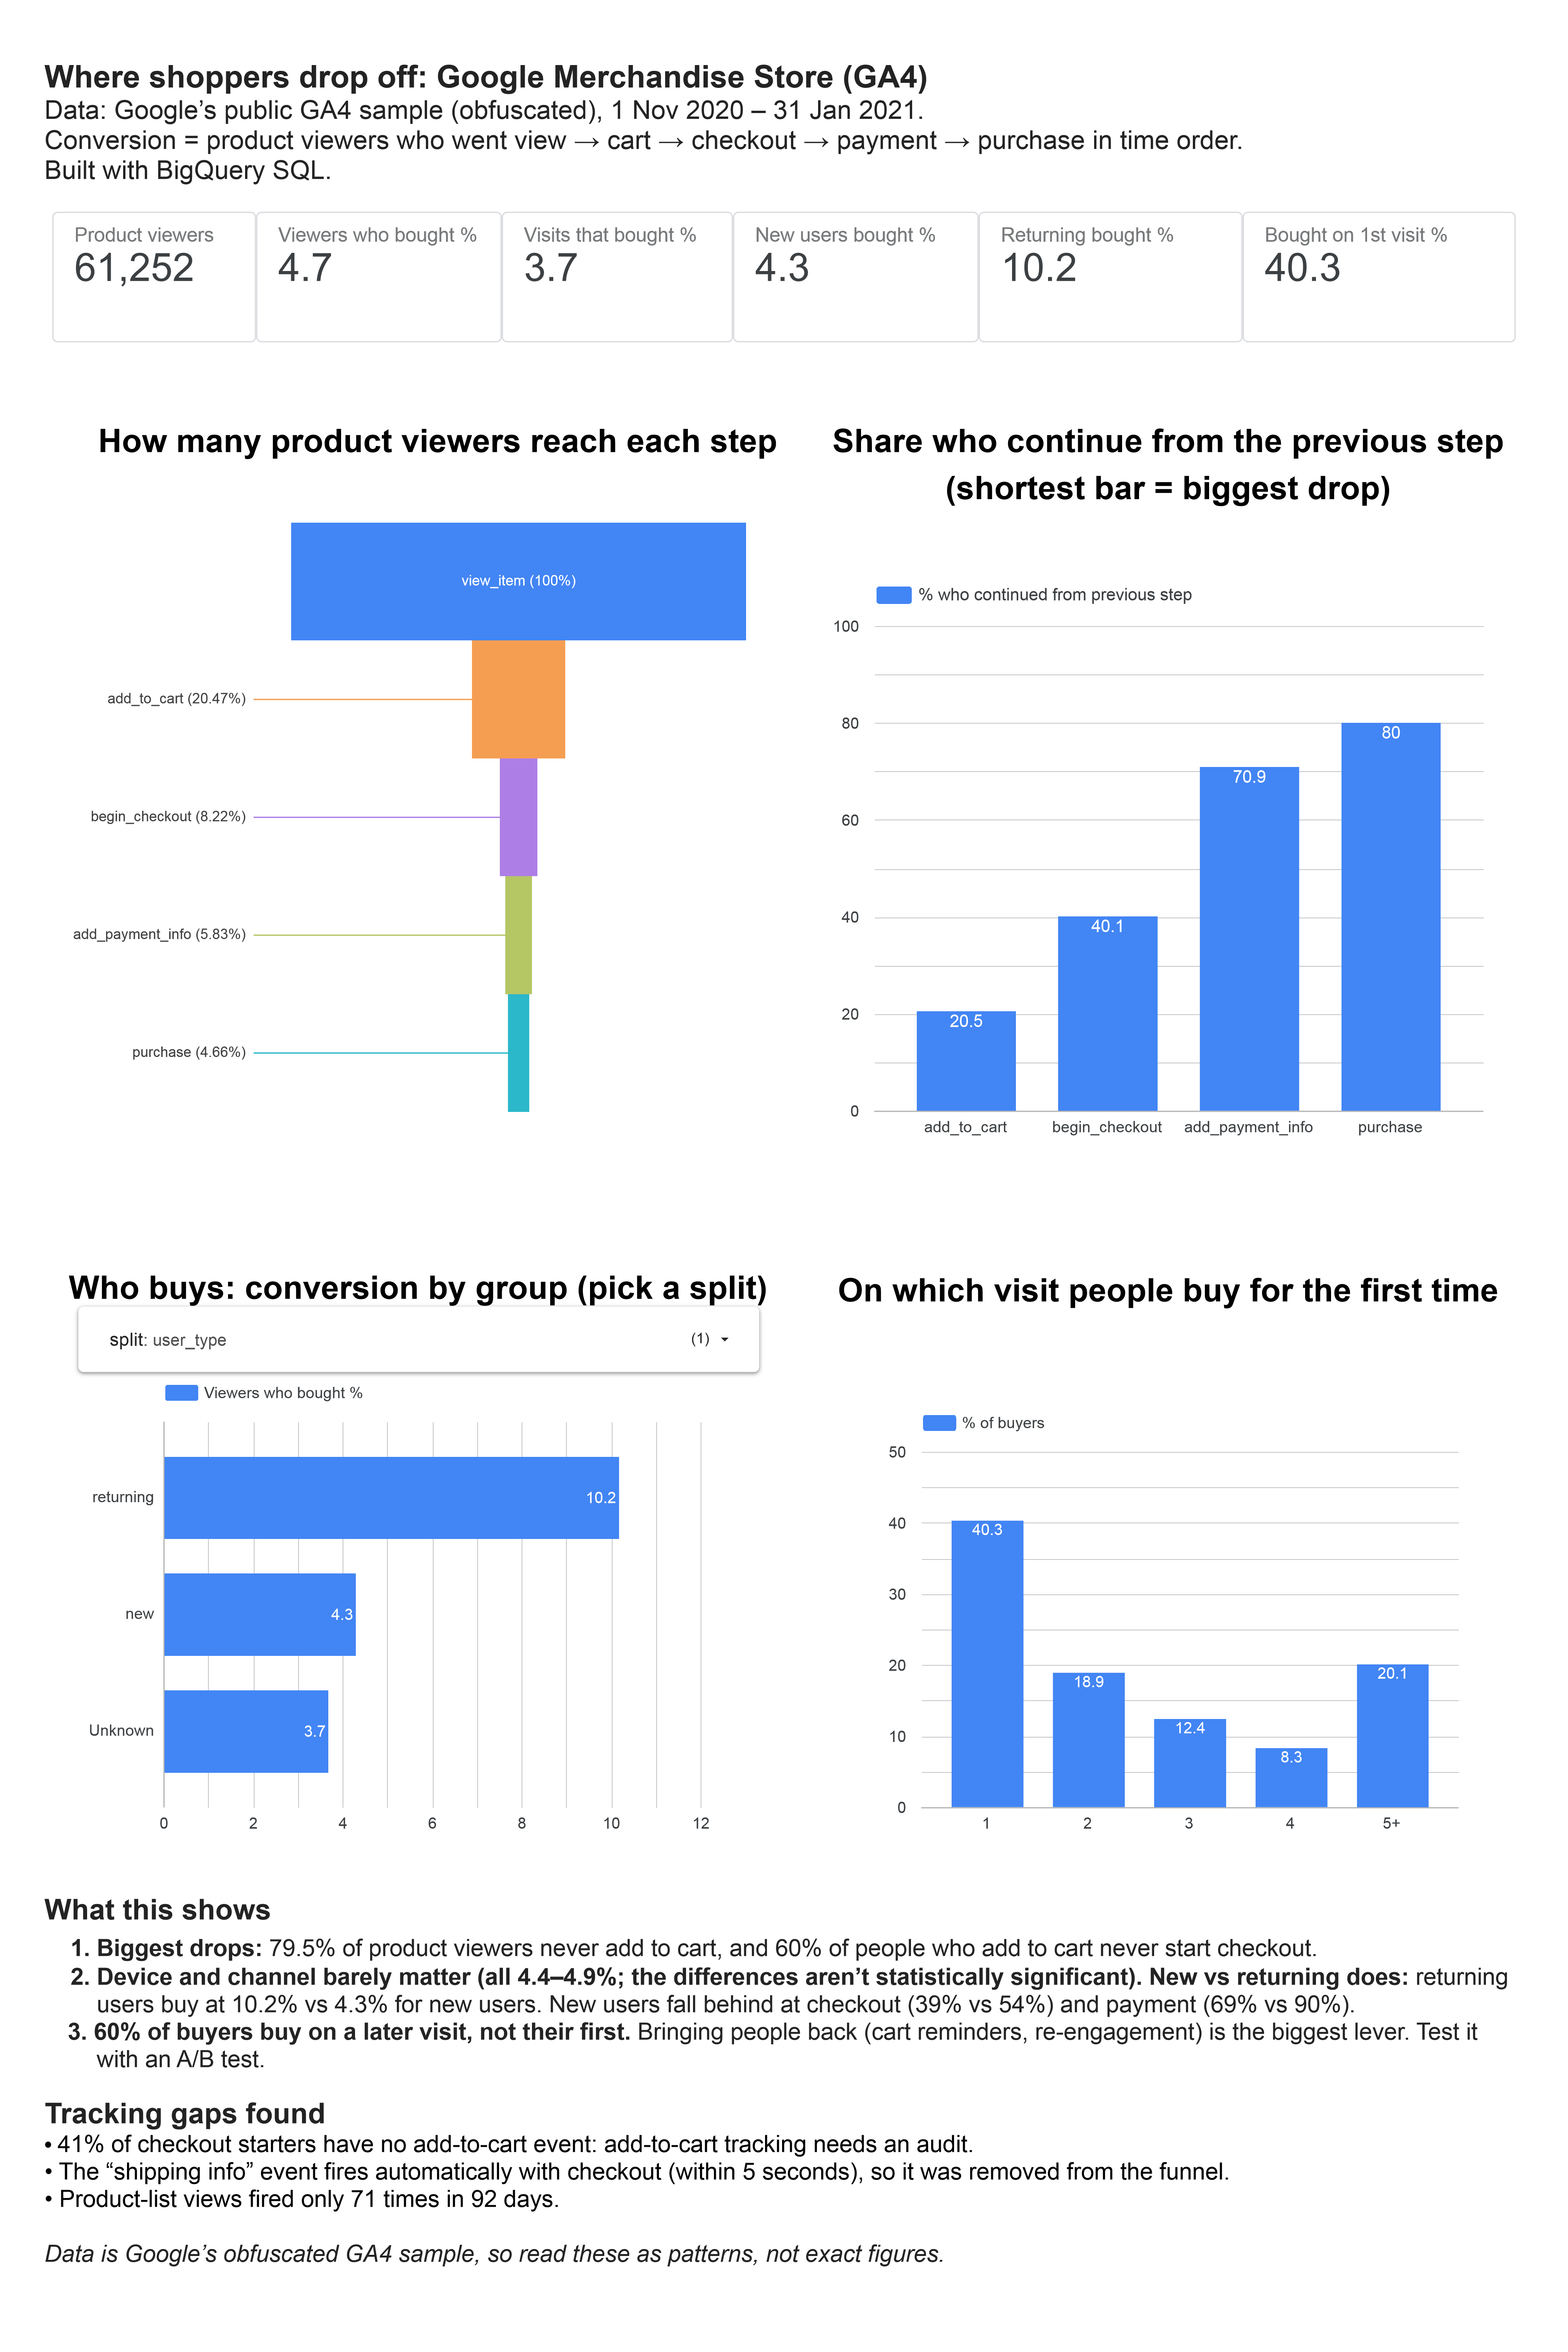 Where shoppers drop off: Google Merchandise Store (GA4)
Data: Google’s public GA4 sample (obfuscated), 1 Nov 2020 – 31 Jan 2021.
Conversion = product viewers who went view → cart → checkout → payment → purchase in time order.
Built with BigQuery SQL.
Product viewers
61,252
Viewers who bought %
4.7
Visits that bought %
3.7
New users bought %
4.3
Returning bought %
10.2
Bought on 1st visit %
40.3
How many product viewers reach each step
view_item (100%)
add_to_cart (20.47%)
begin_checkout (8.22%)
add_payment_info (5.83%)
purchase (4.66%)
Share who continue from the previous step
(shortest bar = biggest drop)
% who continued from previous step
100
80
60
40
20
0
20.5
40.1
70.9
80
add_to_cart
begin_checkout
add_payment_info
purchase
Who buys: conversion by group (pick a split)
split: user_type (1)
Viewers who bought %
returning
10.2
new
4.3
Unknown
3.7
0 2 4 6 8 10 12
On which visit people buy for the first time
% of buyers
50
40
30
20
10
0
40.3
18.9
12.4
8.3
20.1
1 2 3 4 5+
What this shows
1. Biggest drops: 79.5% of product viewers never add to cart, and 60% of people who add to cart never start checkout.
2. Device and channel barely matter (all 4.4–4.9%; the differences aren’t statistically significant). New vs returning does: returning
users buy at 10.2% vs 4.3% for new users. New users fall behind at checkout (39% vs 54%) and payment (69% vs 90%).
3. 60% of buyers buy on a later visit, not their first. Bringing people back (cart reminders, re-engagement) is the biggest lever. Test it
with an A/B test.
Tracking gaps found
• 41% of checkout starters have no add-to-cart event: add-to-cart tracking needs an audit.
• The “shipping info” event fires automatically with checkout (within 5 seconds), so it was removed from the funnel.
• Product-list views fired only 71 times in 92 days.
Data is Google’s obfuscated GA4 sample, so read these as patterns, not exact figures.